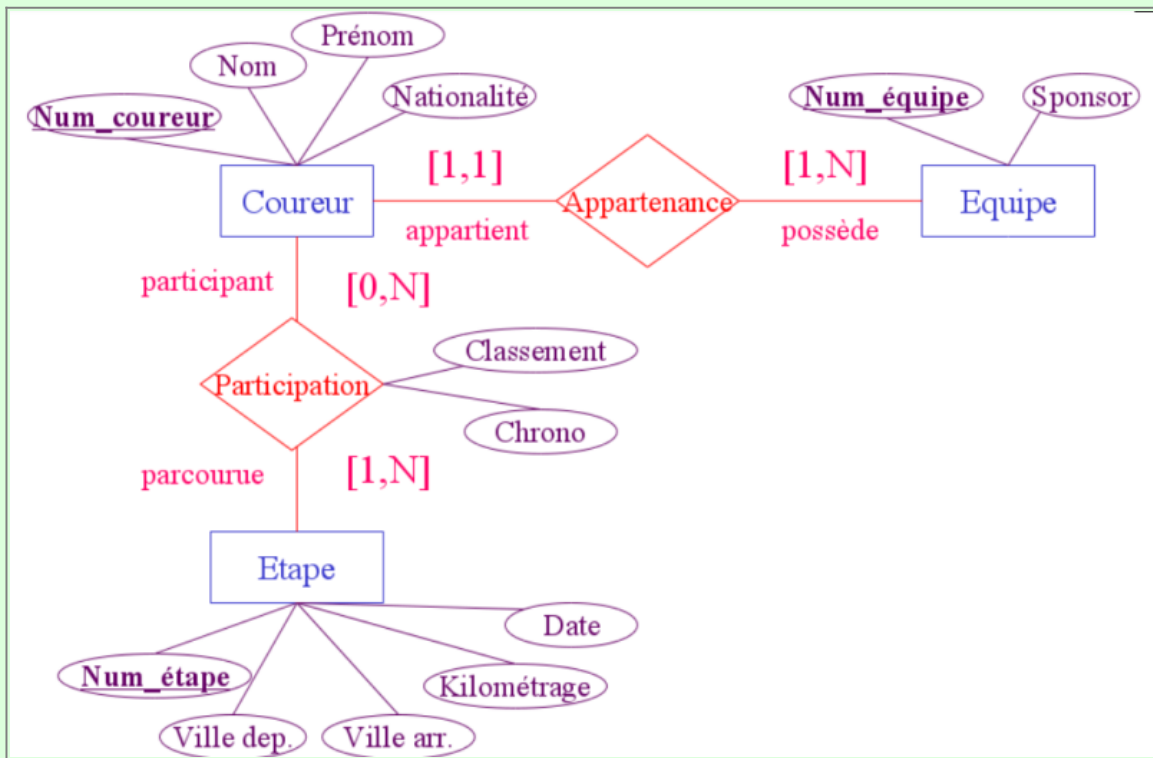 Prénom
Nom
Nationalité
Num_coureur
Num_équipe
Sponsor
Coureur
[1,1]
appartient
Appartenance
[1,N]
possède
Equipe
participant
[0,N]
Participation
Classement
Chrono
parcourue
[1,N]
Etape
Date
Num_étape
Kilométrage
Ville dep.
Ville arr.